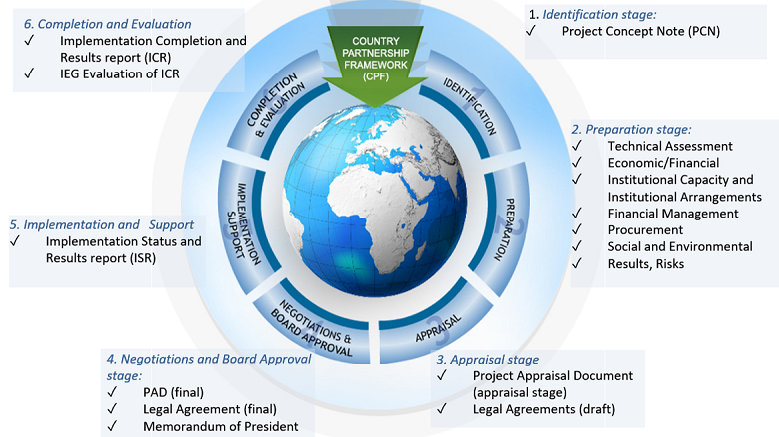 6. Completion and Evaluation
✓ Implementation Completion and
Results report (ICR)
✓ IEG Evaluation of ICR
COUNTRY
PARTNERSHIP
FRAMEWORK
(CPF)
1. Identification stage:
✓ Project Concept Note (PCN)
COMPLETION
& EVALUATION
1
IDENTIFICATION
2. Preparation stage:
✓ Technical Assessment
✓ Economic/Financial
✓ Institutional Capacity and
Institutional Arrangements
✓ Financial Management
✓ Procurement
✓ Social and Environmental
✓ Results, Risks
IMPLEMENTATION
SUPPORT
2
PREPARATION
5. Implementation and Support
✓ Implementation Status and
Results report (ISR)
NEGOTIATIONS &
BOARD APPROVAL
3
APPRAISAL
4. Negotiations and Board Approval
stage:
✓ PAD (final)
✓ Legal Agreement (final)
✓ Memorandum of President
3. Appraisal stage
✓ Project Appraisal Document
(appraisal stage)
✓ Legal Agreements (draft)